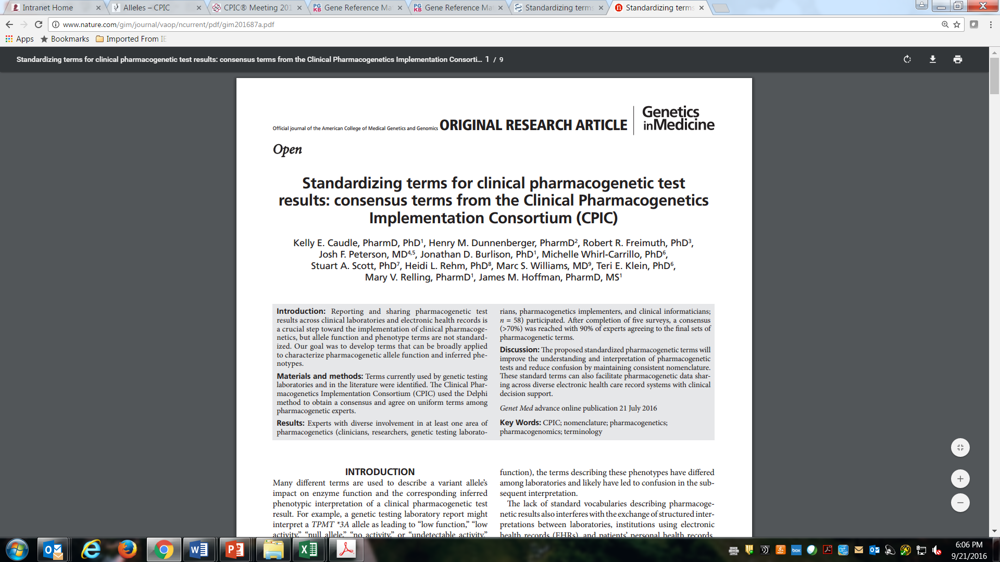 Intranet Home
Alleles – CPIC
CPIC® Meeting 201
Gene Reference Ma
Gene Reference Ma
Standardizing terms
Standardizing terms
www.nature.com/gim/journal/vaop/ncurrent/pdf/gim201687a.pdf
Apps
Bookmarks
Imported From IE
Standardizing terms for clinical pharmacogenetic test results: consensus terms from the Clinical Pharmacogenetics Implementation Consorti... 1 / 9
Official journal of the American College of Medical Genetics and Genomics ORIGINAL RESEARCH ARTICLE
Genetics
inMedicine
Open
Standardizing terms for clinical pharmacogenetic test
results: consensus terms from the Clinical Pharmacogenetics
Implementation Consortium (CPIC)
Kelly E. Caudle, PharmD, PhD¹, Henry M. Dunnenberger, PharmD², Robert R. Freimuth, PhD³,
Josh F. Peterson, MD⁴,⁵, Jonathan D. Burlison, PhD¹, Michelle Whirl-Carrillo, PhD⁶,
Stuart A. Scott, PhD⁷, Heidi L. Rehm, PhD⁸, Marc S. Williams, MD⁹, Teri E. Klein, PhD⁶,
Mary V. Relling, PharmD¹, James M. Hoffman, PharmD, MS¹
Introduction: Reporting and sharing pharmacogenetic test
results across clinical laboratories and electronic health records is
a crucial step toward the implementation of clinical pharmacoge-
netics, but allele function and phenotype terms are not standard-
ized. Our goal was to develop terms that can be broadly applied
to characterize pharmacogenetic allele function and inferred phe-
notypes.
Materials and methods: Terms currently used by genetic testing
laboratories and in the literature were identified. The Clinical Phar-
macogenetics Implementation Consortium (CPIC) used the Delphi
method to obtain a consensus and agree on uniform terms among
pharmacogenetic experts.
Results: Experts with diverse involvement in at least one area of
pharmacogenetics (clinicians, researchers, genetic testing laborato-
rians, pharmacogenetics implementers, and clinical informaticians;
n = 58) participated. After completion of five surveys, a consensus
(>70%) was reached with 90% of experts agreeing to the final sets of
pharmacogenetic terms.
Discussion: The proposed standardized pharmacogenetic terms will
improve the understanding and interpretation of pharmacogenetic
tests and reduce confusion by maintaining consistent nomenclature.
These standard terms can also facilitate pharmacogenetic data shar-
ing across diverse electronic health care record systems with clinical
decision support.
Genet Med advance online publication 21 July 2016
Key Words: CPIC; nomenclature; pharmacogenetics;
pharmacogenomics; terminology
INTRODUCTION
Many different terms are used to describe a variant allele's
impact on enzyme function and the corresponding inferred
phenotypic interpretation of a clinical pharmacogenetic test
result. For example, a genetic testing laboratory report might
interpret a TPMT *3A allele as leading to “low function,” “low
activity,” “null allele,” “no activity,” or “undetectable activity.”
function), the terms describing these phenotypes have differed
among laboratories and likely have led to confusion in the sub-
sequent interpretation.
The lack of standard vocabularies describing pharmacoge-
netic results also interferes with the exchange of structured inter-
pretations between laboratories, institutions using electronic
health records (EHRs), and patients' personal health records.
6:06 PM
9/21/2016